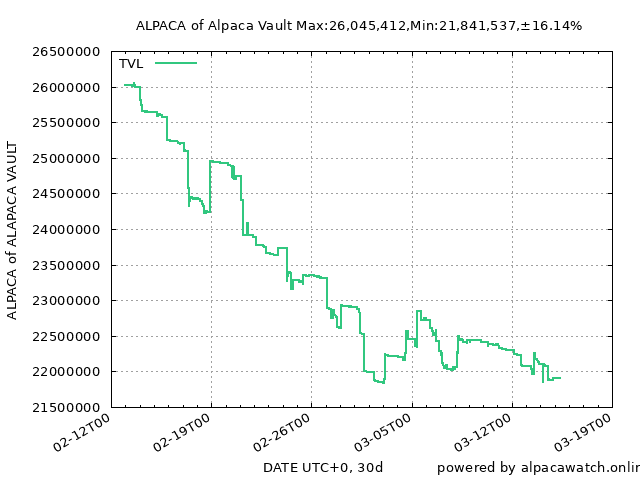 ALPACA of Alpaca Vault Max:26,045,412,Min:21,841,537,±16.14%
TVL
26500000
26000000
25500000
25000000
24500000
24000000
23500000
23000000
22500000
22000000
21500000
ALPACA of ALAPACA VAULT
02-12T00
02-19T00
02-26T00
03-05T00
03-12T00
03-19T00
DATE UTC+0, 30d
powered by alpacawatch.onlin